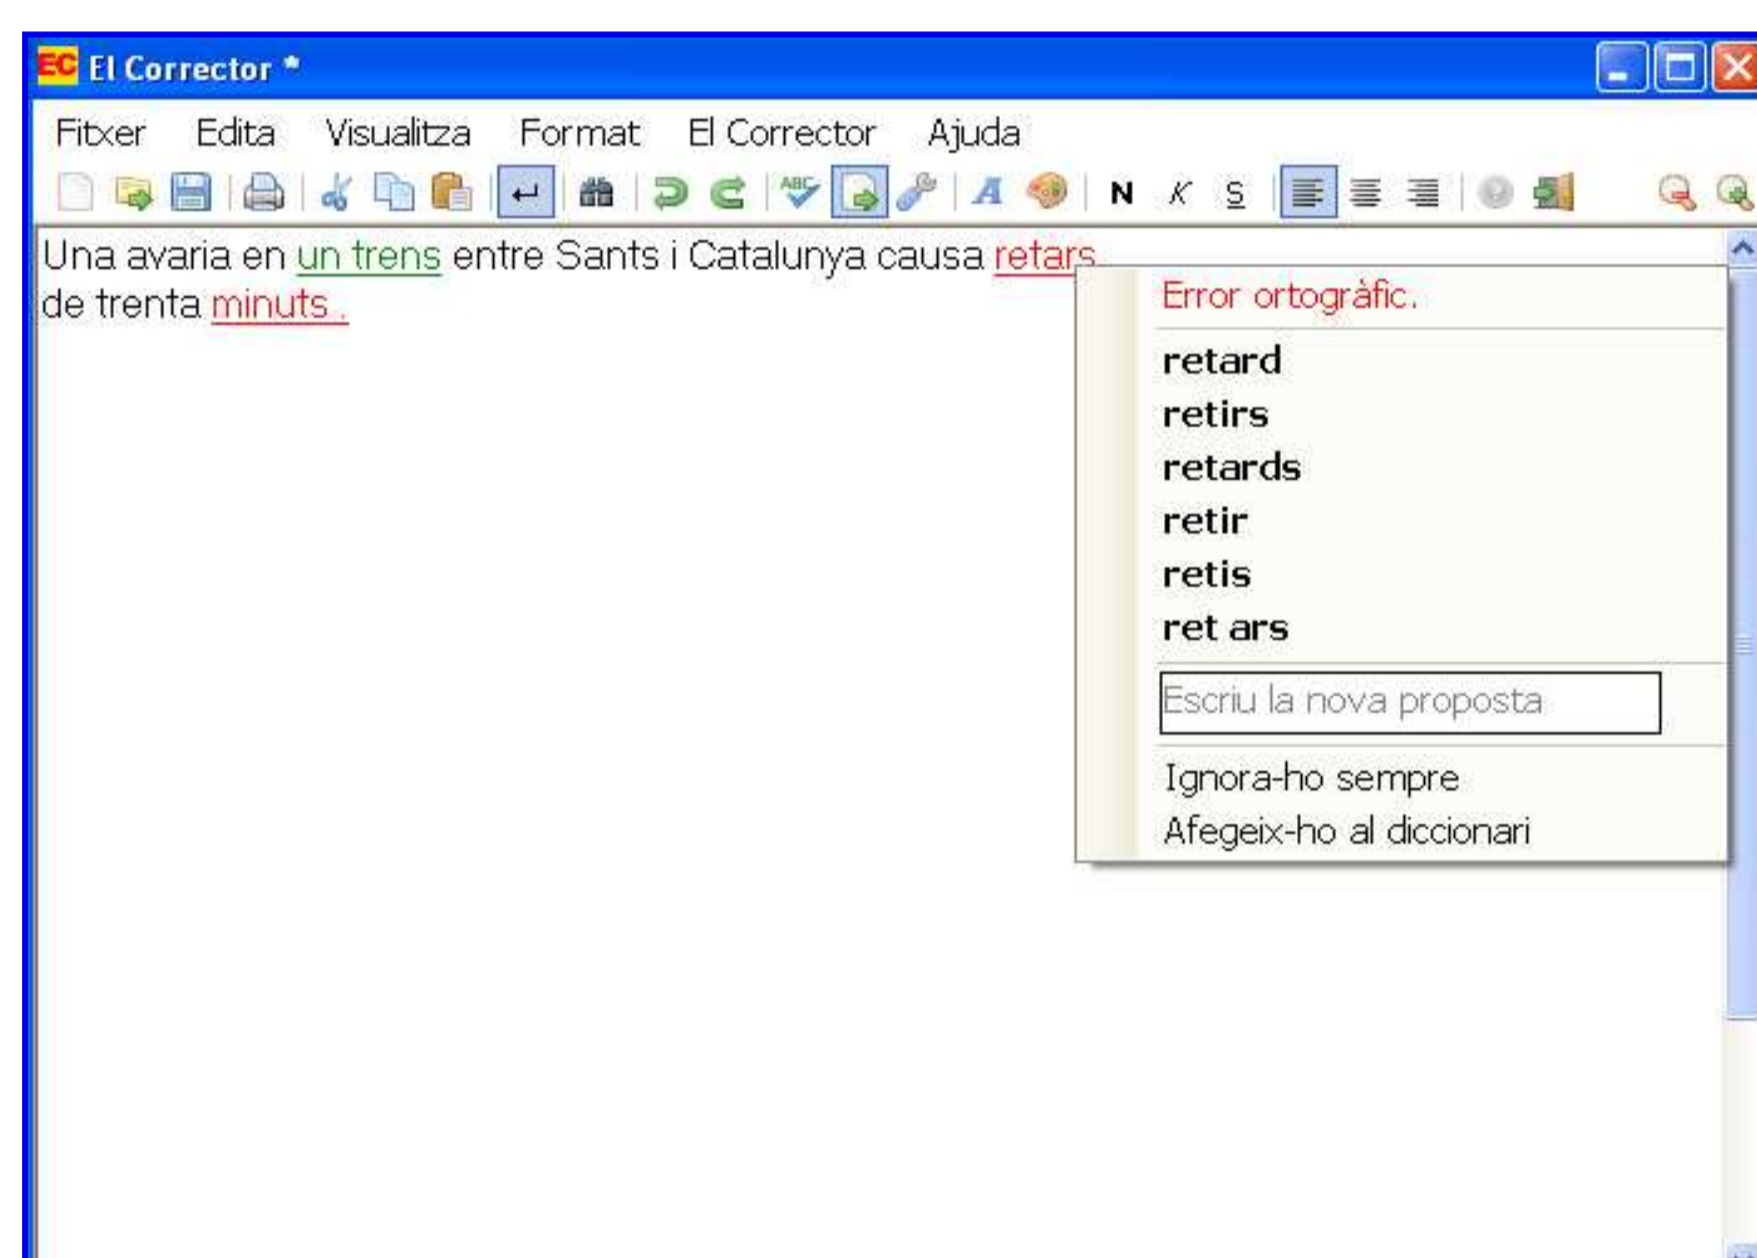 EC El Corrector *
Fitxer Edita Visualitza Format El Corrector Ajuda
ABC A N K S
Una avaria en un trens entre Sants i Catalunya causa retars
de trenta minuts .
Error ortogràfic.
retard
retirs
retards
retir
retis
ret ars
Escriu la nova proposta
Ignora-ho sempre
Afegeix-ho al diccionari